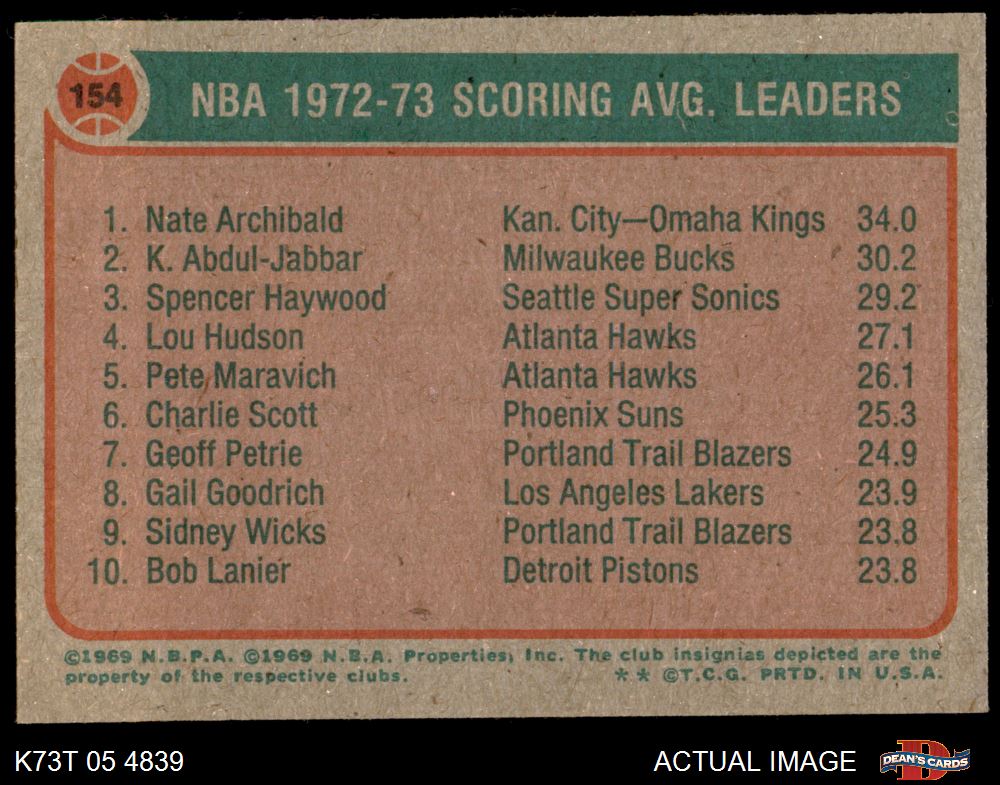 154
NBA 1972-73 SCORING AVG. LEADERS
1. Nate Archibald Kan. City—Omaha Kings 34.0
2. K. Abdul-Jabbar Milwaukee Bucks 30.2
3. Spencer Haywood Seattle Super Sonics 29.2
4. Lou Hudson Atlanta Hawks 27.1
5. Pete Maravich Atlanta Hawks 26.1
6. Charlie Scott Phoenix Suns 25.3
7. Geoff Petrie Portland Trail Blazers 24.9
8. Gail Goodrich Los Angeles Lakers 23.9
9. Sidney Wicks Portland Trail Blazers 23.8
10. Bob Lanier Detroit Pistons 23.8
©1969 N.B.P.A. ©1969 N.B.A. Properties, Inc. The club insignias depicted are the
property of the respective clubs. ** ©T.C.G. PRTD. IN U.S.A.
K73T 05 4839 ACTUAL IMAGE DEAN'S CARDS